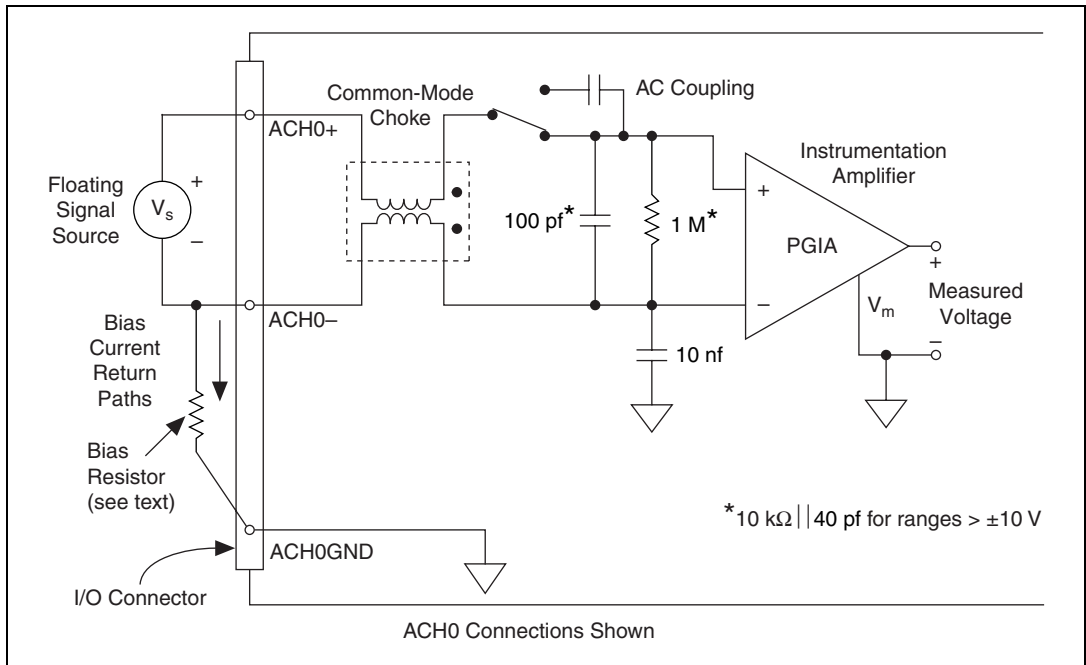 Common-Mode
Choke
AC Coupling
ACH0+
Instrumentation
Amplifier
Floating
Signal
Source
+
Vs
–
100 pf*
1 M*
+
PGIA
–
+
Measured
Voltage
–
Vm
ACH0–
Bias
Current
Return
Paths
10 nf
Bias
Resistor
(see text)
*10 kΩ||40 pf for ranges > ±10 V
ACH0GND
I/O Connector
ACH0 Connections Shown